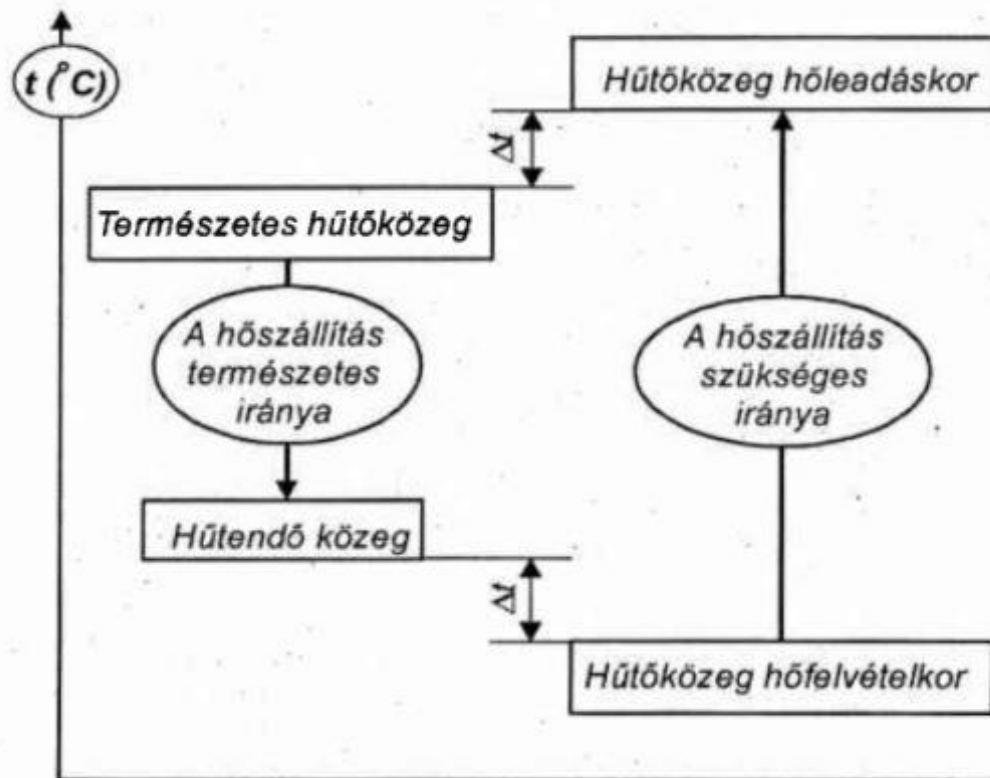 t (°C)
Hűtőközeg hőleadáskor
Δt
Természetes hűtőközeg
A hőszállítás
természetes
iránya
A hőszállítás
szükséges
iránya
Hűtendő közeg
Δt
Hűtőközeg hőfelvételkor